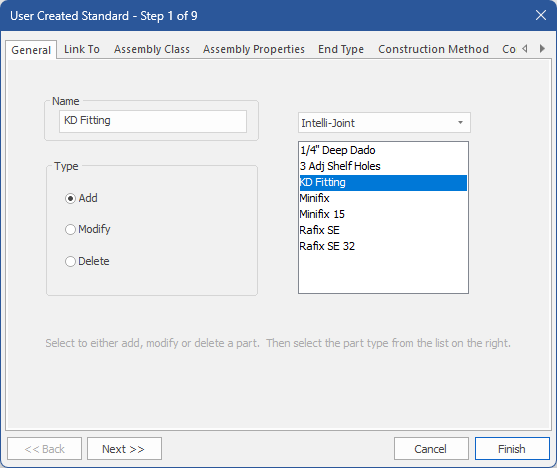 User Created Standard - Step 1 of 9
General Link To Assembly Class Assembly Properties End Type Construction Method Co
Name
KD Fitting
Type
Add
Modify
Delete
Intelli-Joint
1/4" Deep Dado
3 Adj Shelf Holes
KD Fitting
Minifix
Minifix 15
Rafix SE
Rafix SE 32
Select to either add, modify or delete a part.  Then select the part type from the list on the right.
<< Back Next >> Cancel Finish